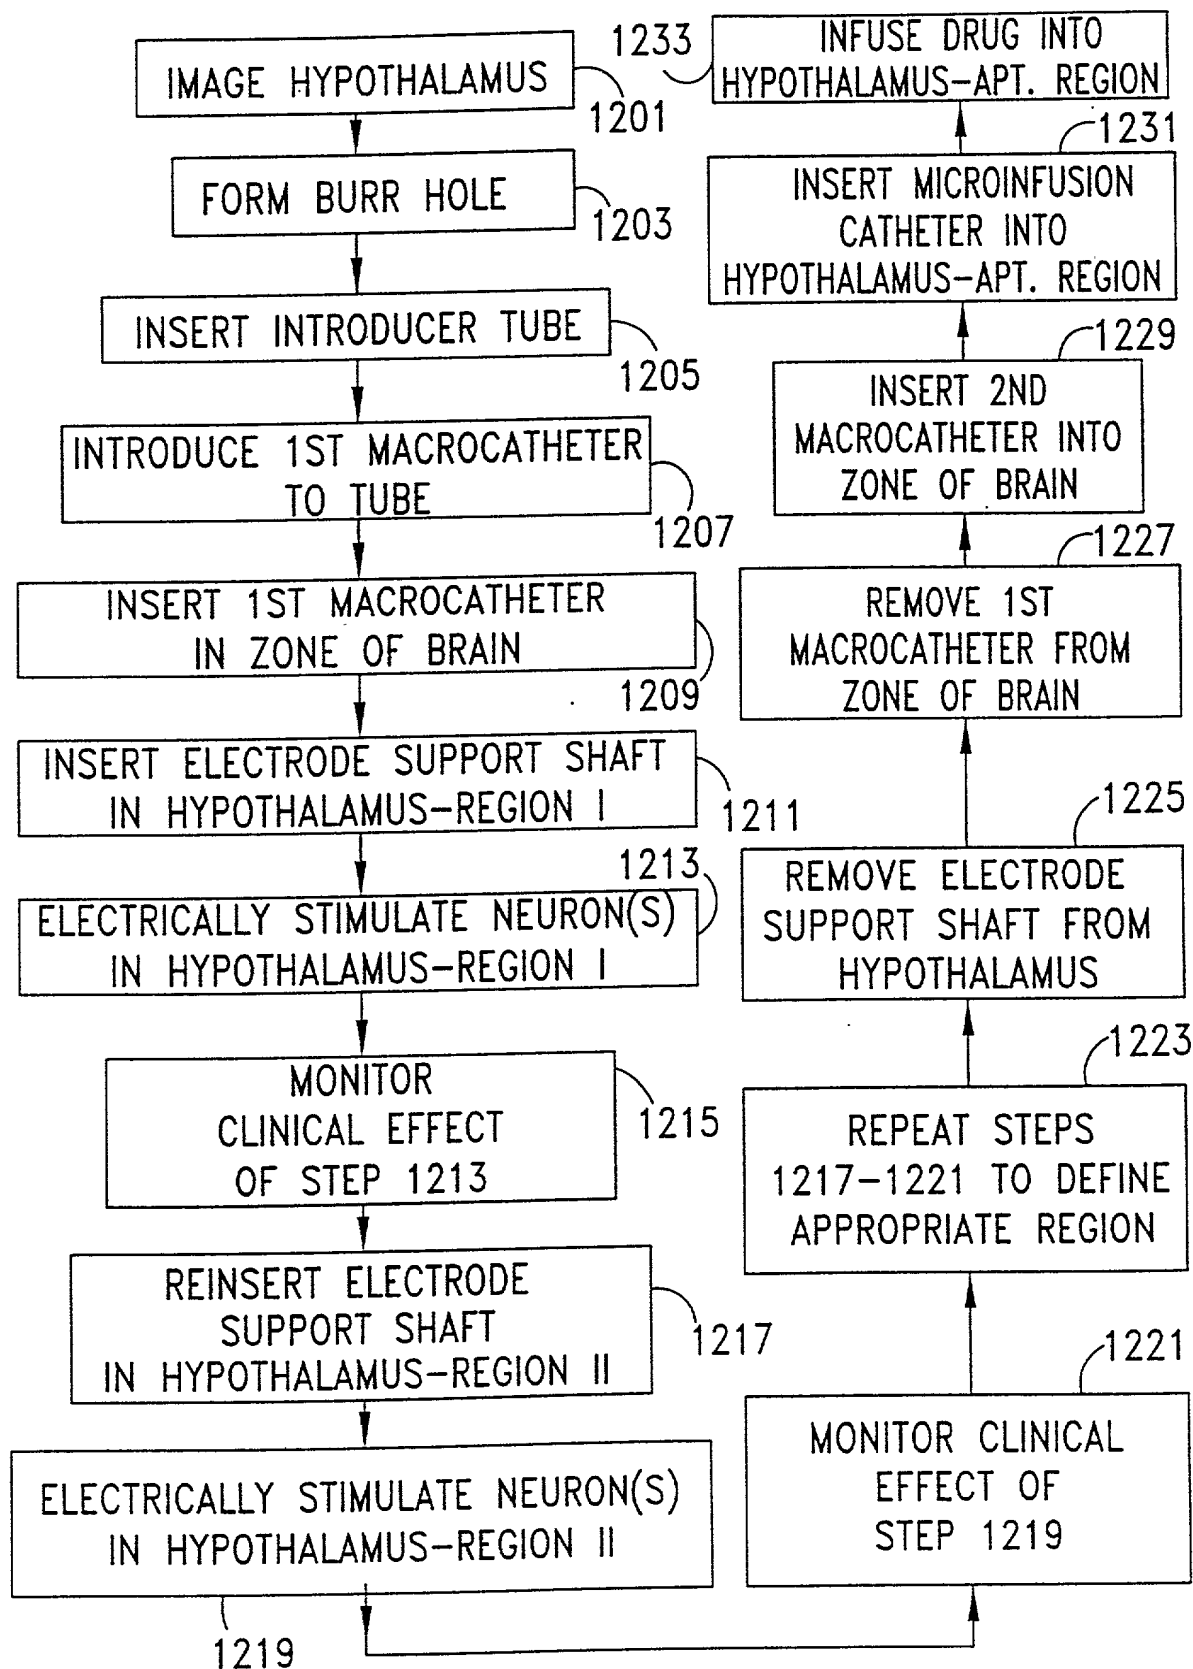 IMAGE HYPOTHALAMUS
1201
FORM BURR HOLE
1203
INSERT INTRODUCER TUBE
1205
INTRODUCE 1ST MACROCATHETER
TO TUBE
1207
INSERT 1ST MACROCATHETER
IN ZONE OF BRAIN
1209
INSERT ELECTRODE SUPPORT SHAFT
IN HYPOTHALAMUS-REGION I
1211
1213
ELECTRICALLY STIMULATE NEURON(S)
IN HYPOTHALAMUS-REGION I
MONITOR
CLINICAL EFFECT
OF STEP 1213
1215
REINSERT ELECTRODE
SUPPORT SHAFT
IN HYPOTHALAMUS-REGION II
1217
ELECTRICALLY STIMULATE NEURON(S)
IN HYPOTHALAMUS-REGION II
1219
1221
MONITOR CLINICAL
EFFECT OF
STEP 1219
1223
REPEAT STEPS
1217-1221 TO DEFINE
APPROPRIATE REGION
1225
REMOVE ELECTRODE
SUPPORT SHAFT FROM
HYPOTHALAMUS
1227
REMOVE 1ST
MACROCATHETER FROM
ZONE OF BRAIN
1229
INSERT 2ND
MACROCATHETER INTO
ZONE OF BRAIN
1231
INSERT MICROINFUSION
CATHETER INTO
HYPOTHALAMUS-APT. REGION
1233
INFUSE DRUG INTO
HYPOTHALAMUS-APT. REGION